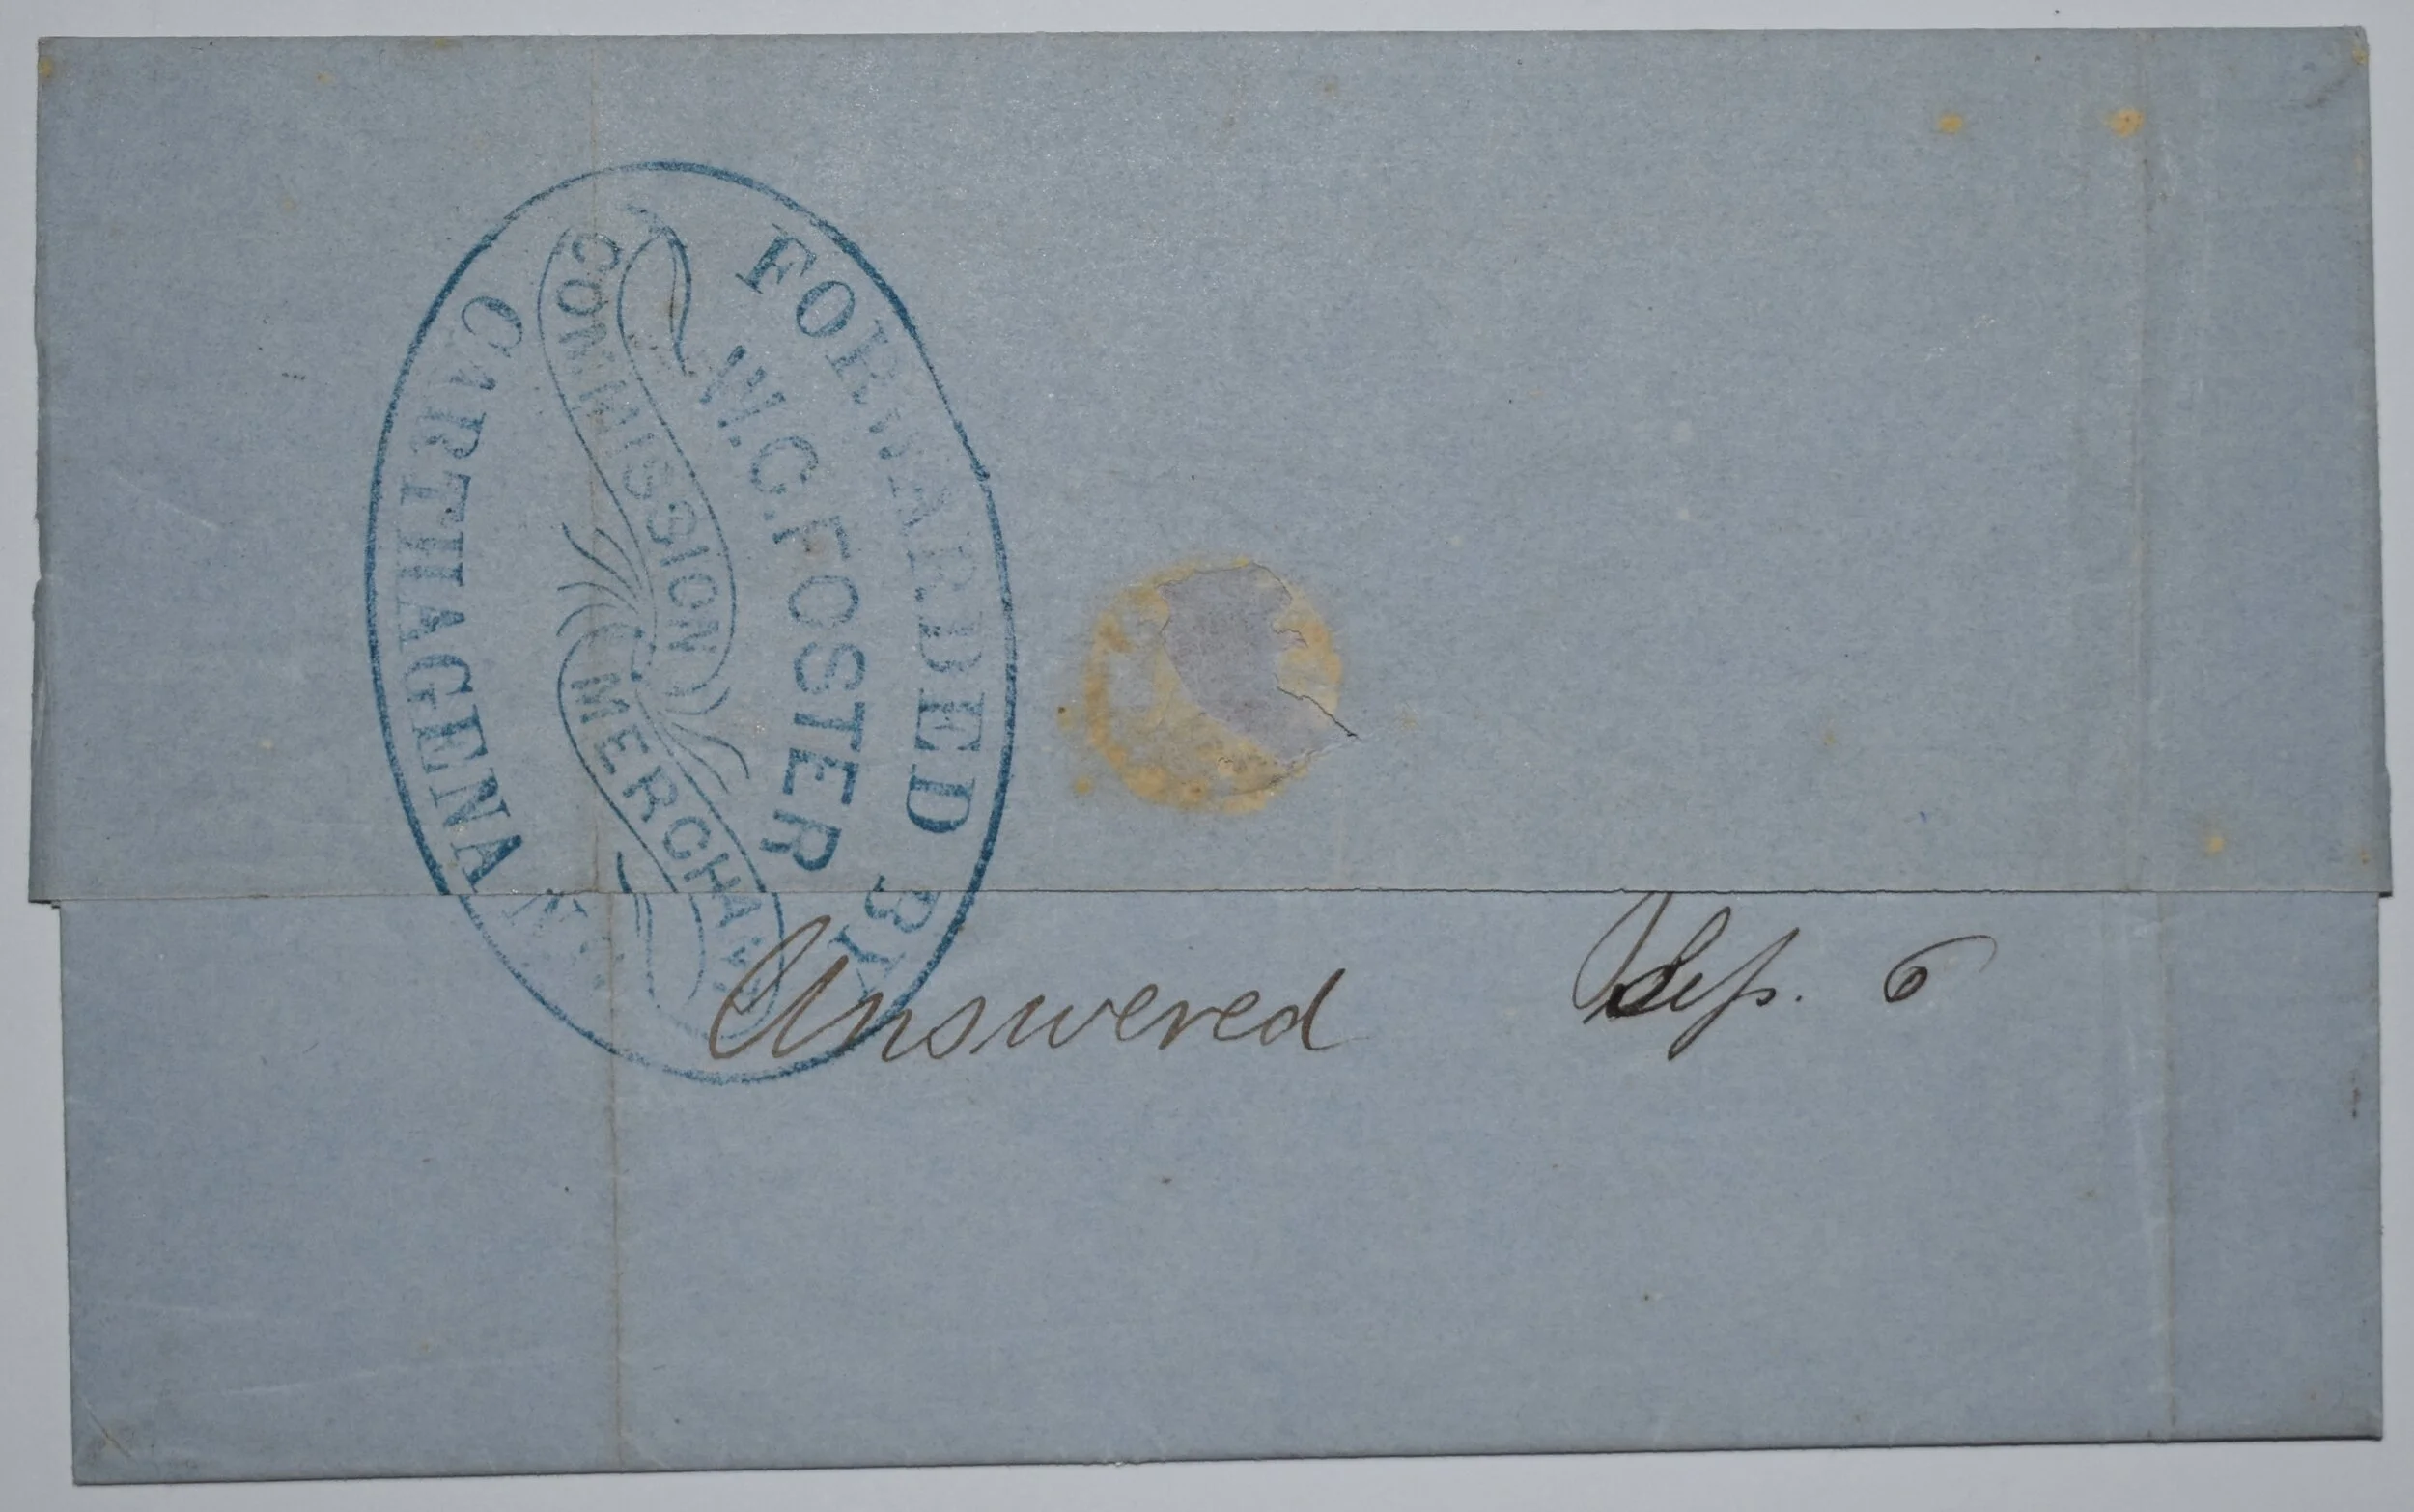 FORWARDED BY
W.C. FOSTER
COMMISSION
MERCHANT
CARTHAGENA
Answered Sep. 6